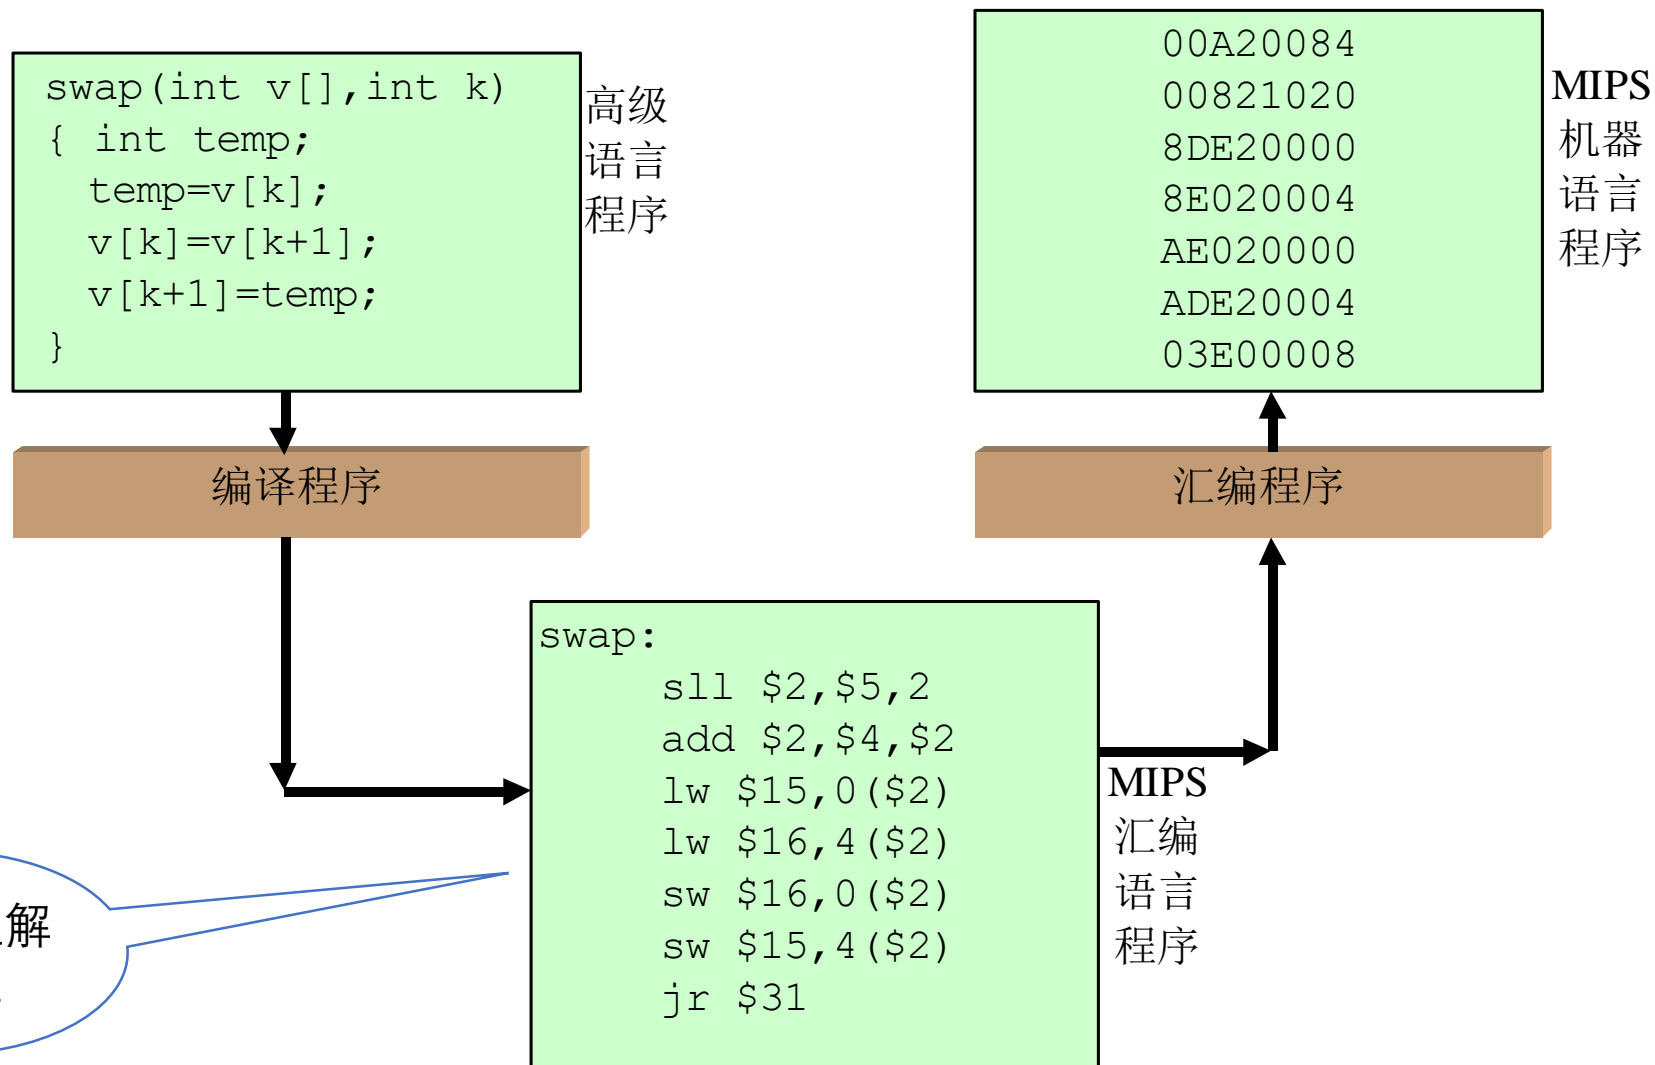 swap(int v[],int k)
{ int temp;
temp=v[k];
v[k]=v[k+1];
v[k+1]=temp;
}
高级
语言
程序
编译程序
swap:
sll $2,$5,2
add $2,$4,$2
lw $15,0($2)
lw $16,4($2)
sw $16,0($2)
sw $15,4($2)
jr $31
MIPS
汇编
语言
程序
汇编程序
00A20084
00821020
8DE20000
8E020004
AE020000
ADE20004
03E00008
MIPS
机器
语言
程序
解